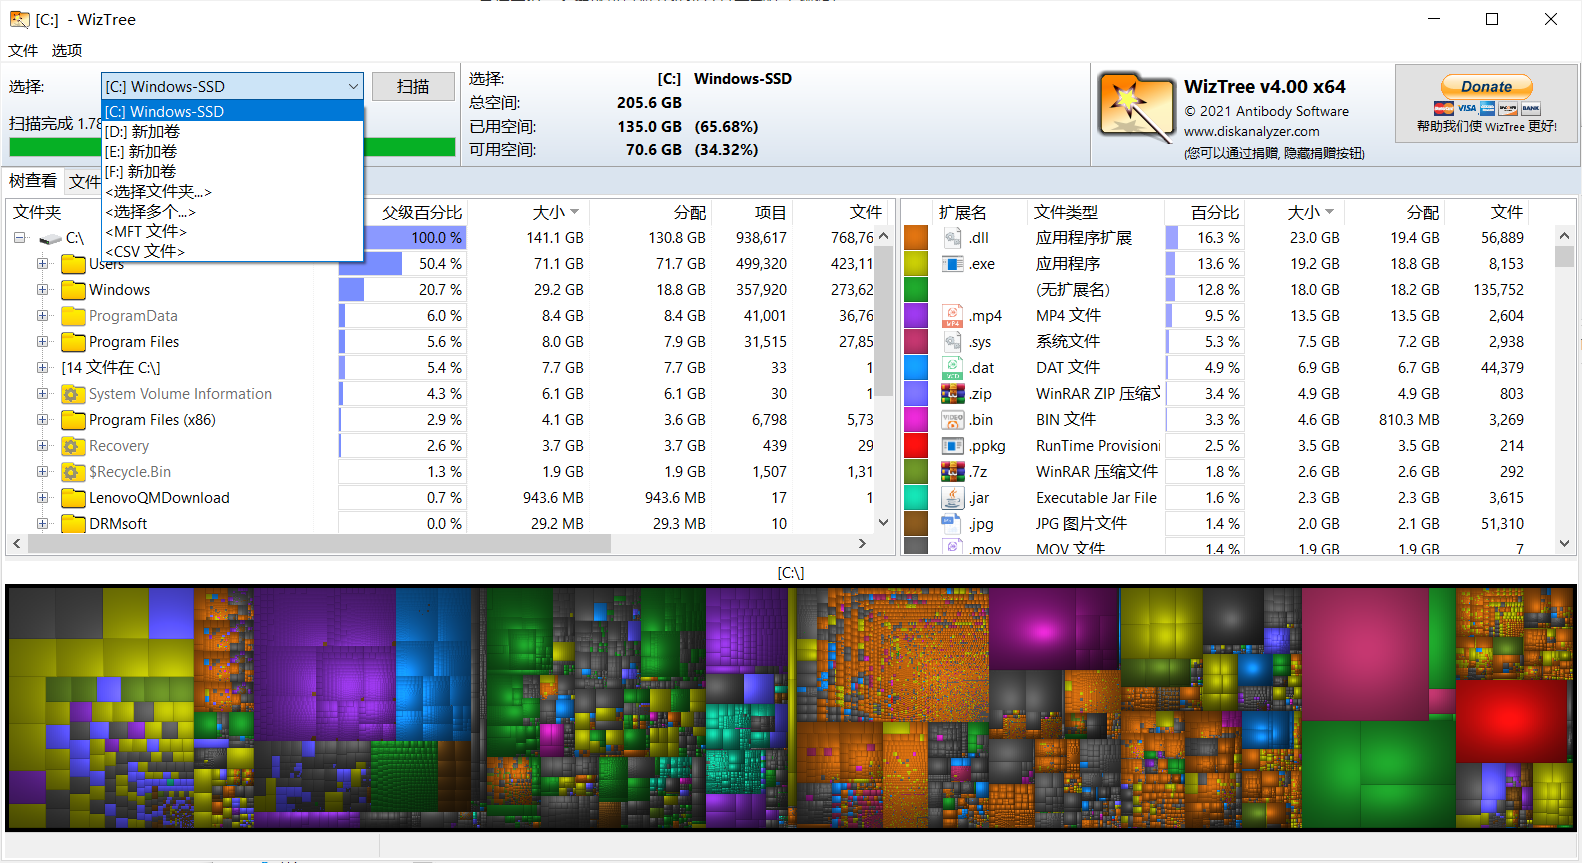 [C:] - WizTree
文件 选项
选择: [C:] Windows-SSD 扫描
[C:] Windows-SSD
[D:] 新加卷
[E:] 新加卷
[F:] 新加卷
<选择文件夹...>
<选择多个...>
<MFT 文件>
<CSV 文件>
扫描完成 1.78
选择: [C:] Windows-SSD
总空间: 205.6 GB
已用空间: 135.0 GB (65.68%)
可用空间: 70.6 GB (34.32%)
WizTree v4.00 x64
© 2021 Antibody Software
www.diskanalyzer.com
(您可以通过捐赠, 隐藏捐赠按钮)
Donate
VISA
BANK
帮助我们使 WizTree 更好!
树查看 文件
文件夹 父级百分比 大小 分配 项目 文件
C:\ 100.0 % 141.1 GB 130.8 GB 938,617 768,76
Users 50.4 % 71.1 GB 71.7 GB 499,320 423,11
Windows 20.7 % 29.2 GB 18.8 GB 357,920 273,62
ProgramData 6.0 % 8.4 GB 8.4 GB 41,001 36,76
Program Files 5.6 % 8.0 GB 7.9 GB 31,515 27,85
[14 文件在 C:\] 5.4 % 7.7 GB 7.7 GB 33 1
System Volume Information 4.3 % 6.1 GB 6.1 GB 30 1
Program Files (x86) 2.9 % 4.1 GB 3.6 GB 6,798 5,73
Recovery 2.6 % 3.7 GB 3.7 GB 439 29
$Recycle.Bin 1.3 % 1.9 GB 1.9 GB 1,507 1,31
LenovoQMDownload 0.7 % 943.6 MB 943.6 MB 17 1
DRMsoft 0.0 % 29.2 MB 29.3 MB 10
扩展名 文件类型 百分比 大小 分配 文件
.dll 应用程序扩展 16.3 % 23.0 GB 19.4 GB 56,889
.exe 应用程序 13.6 % 19.2 GB 18.8 GB 8,153
(无扩展名) 12.8 % 18.0 GB 18.2 GB 135,752
.mp4 MP4 文件 9.5 % 13.5 GB 13.5 GB 2,604
.sys 系统文件 5.3 % 7.5 GB 7.2 GB 2,938
.dat DAT 文件 4.9 % 6.9 GB 6.7 GB 44,379
.zip WinRAR ZIP 压缩文 3.4 % 4.9 GB 4.9 GB 803
.bin BIN 文件 3.3 % 4.6 GB 810.3 MB 3,269
.ppkg RunTime Provisioni 2.5 % 3.5 GB 3.5 GB 214
.7z WinRAR 压缩文件 1.8 % 2.6 GB 2.6 GB 292
.jar Executable Jar File 1.6 % 2.3 GB 2.3 GB 3,615
.jpg JPG 图片文件 1.4 % 2.0 GB 2.1 GB 51,310
.mov MOV 文件 1.4 % 1.9 GB 1.9 GB 7
[C:\]